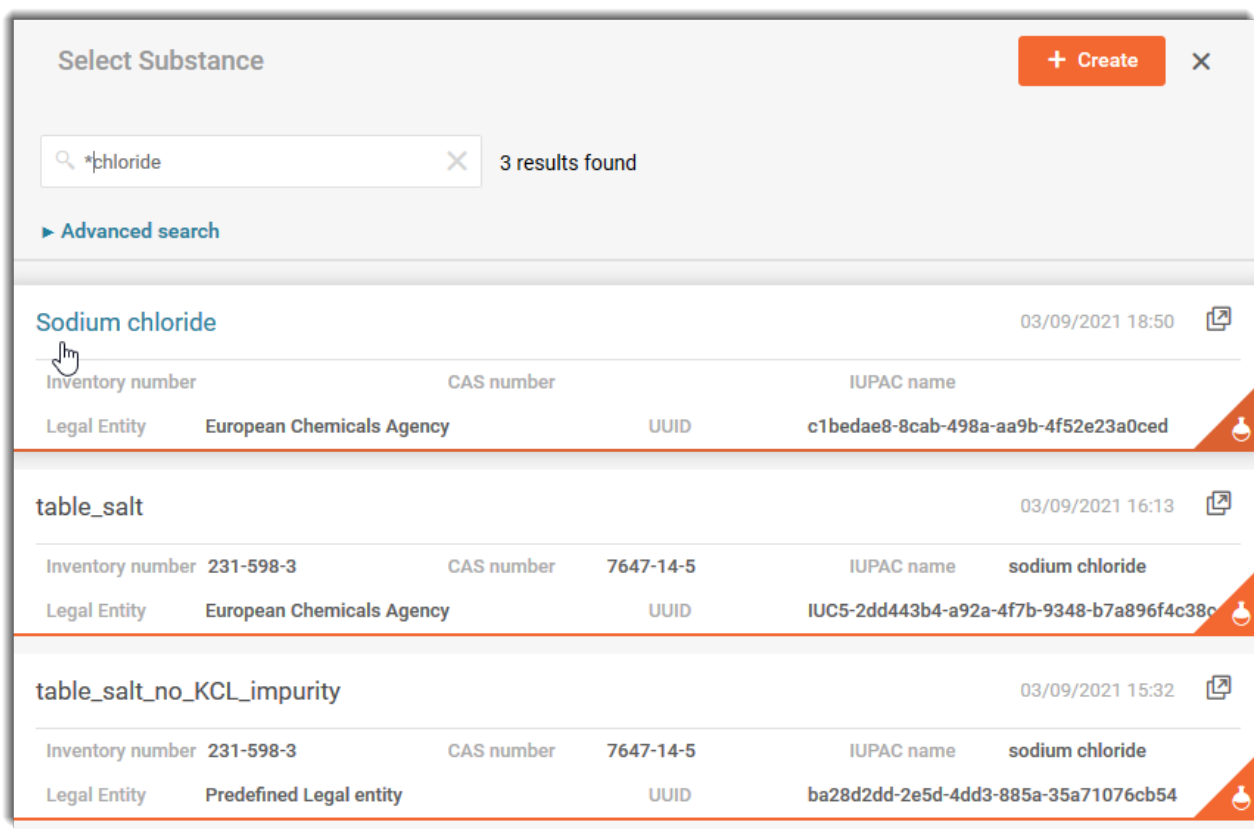 Select Substance
+ Create
*chloride
3 results found
Advanced search
Sodium chloride 03/09/2021 18:50
Inventory number CAS number IUPAC name
Legal Entity European Chemicals Agency UUID c1bedae8-8cab-498a-aa9b-4f52e23a0ced
table_salt 03/09/2021 16:13
Inventory number 231-598-3 CAS number 7647-14-5 IUPAC name sodium chloride
Legal Entity European Chemicals Agency UUID IUC5-2dd443b4-a92a-4f7b-9348-b7a896f4c38c
table_salt_no_KCL_impurity 03/09/2021 15:32
Inventory number 231-598-3 CAS number 7647-14-5 IUPAC name sodium chloride
Legal Entity Predefined Legal entity UUID ba28d2dd-2e5d-4dd3-885a-35a71076cb54